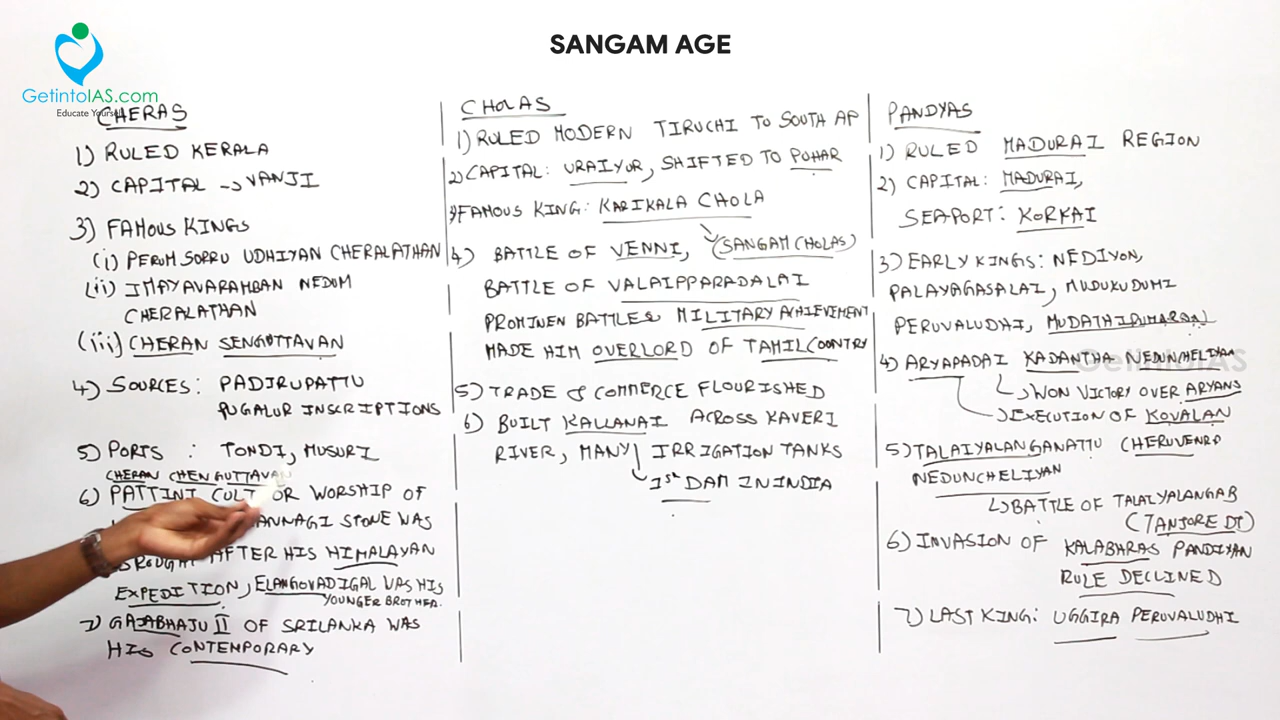 SANGAM AGE
GetintoIAS.com
Educate Yourself
CHERAS
1) RULED KERALA
2) CAPITAL -> VANJI
3) FAMOUS KINGS
(i) PERUM SORRU UDHIYAN CHERALATHAN
(ii) IMAYAVARAMBAN NEDUM
CHERALATHAN
(iii) CHERAN SENGUTTAVAN
4) SOURCES: PADIRUPATTU
PUGALUR INSCRIPTIONS
5) PORTS : TONDI, MUSURI
CHERAN CHENGUTTAVAN
6) PATTINI CULT OR WORSHIP OF
KANNAGI STONE WAS
BROUGHT AFTER HIS HIMALAYAN
EXPEDITION, ELANGOVADIGAL WAS HIS
YOUNGER BROTHER.
7) GAJABHAJU II OF SRILANKA WAS
HIS CONTEMPORARY
CHOLAS
1) RULED MODERN TIRUCHI TO SOUTH AP
2) CAPITAL: URAIYUR, SHIFTED TO PUHAR
3) FAMOUS KING: KARIKALA CHOLA
4) BATTLE OF VENNI, (SANGAM CHOLAS)
BATTLE OF VALAIPPARADALAI
PROMINEN BATTLES MILITARY ACHIEVEMENT
MADE HIM OVERLORD OF TAMILCOONTRY
5) TRADE & COMMERCE FLOURISHED
6) BUILT KALLANAI ACROSS KAVERI
RIVER, MANY IRRIGATION TANKS
1st DAM IN INDIA
PANDYAS
1) RULED MADURAI REGION
2) CAPITAL: MADURAI,
SEAPORT: KORKAI
3) EARLY KINGS: NEDIYON,
PALAYAGASALAI, MUDUKUDUMI
PERUVALUDHI, MUDATHIRUMARAN
4) ARYAPADAI KADANTHA NEDUNCHELIYAN
WON VICTORY OVER ARYANS
EXECUTION OF KOVALAN
5) TALAIYALANGANATTU CHERUVENRD
NEDUNCHELIYAN
BATTLE OF TALAIYALANGAB
(TANJORE DT)
6) INVASION OF KALABHRAS PANDIYAN
RULE DECLINED
7) LAST KING: UGGIRA PERUVALUDHI
GetintoIAS